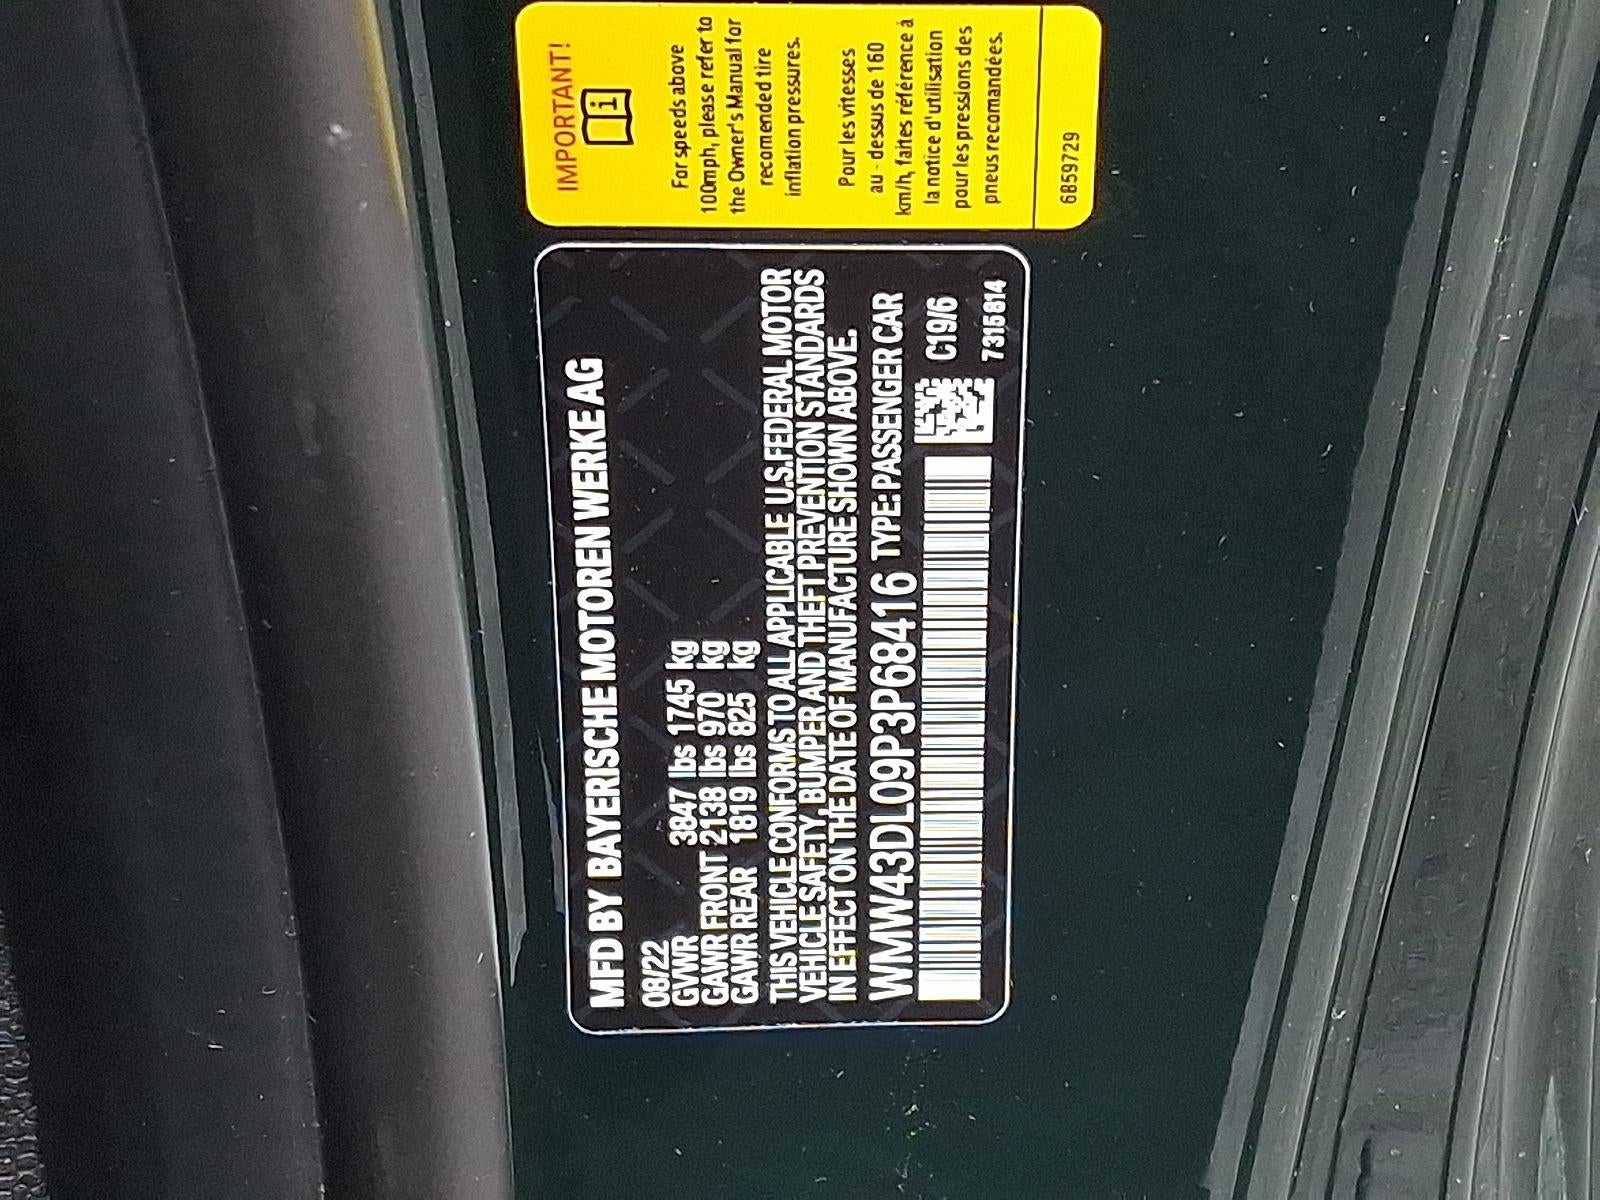 MFD BY BAYERISCHE MOTOREN WERKE AG
08/22
GVWR 3847 lbs 1745 kg
GAWR FRONT 2138 lbs 970 kg
GAWR REAR 1819 lbs 825 kg
THIS VEHICLE CONFORMS TO ALL APPLICABLE U.S.FEDERAL MOTOR
VEHICLE SAFETY, BUMPER AND THEFT PREVENTION STANDARDS
IN EFFECT ON THE DATE OF MANUFACTURE SHOWN ABOVE.
WMW43DL09P3P68416 TYPE: PASSENGER CAR
C19/6
7315814
IMPORTANT!
i
For speeds above
100mph, please refer to
the Owner's Manual for
recomended tire
inflation pressures.
Pour les vitesses
au - dessus de 160
km/h, faites référence à
la notice d'utilisation
pour les pressions des
pneus recomandées.
6859729